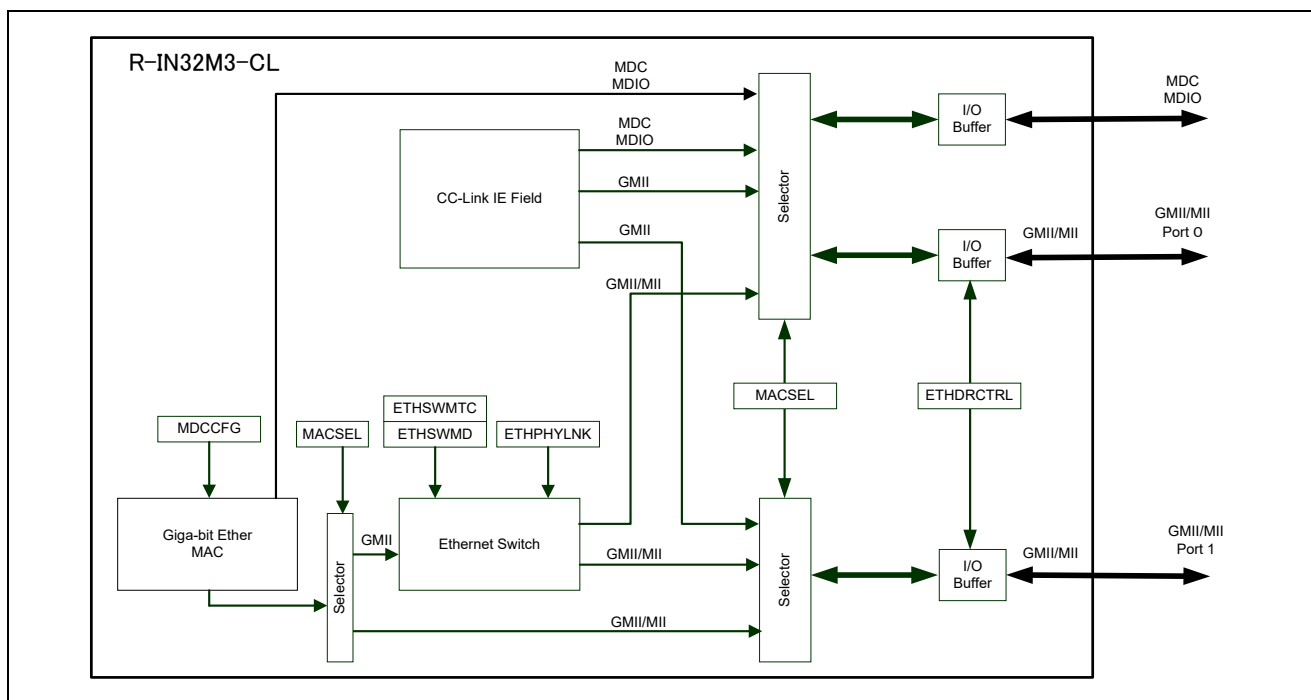 R-IN32M3-CL
MDC
MDIO
MDC
MDIO
I/O
Buffer
MDC
MDIO
CC-Link IE Field
GMII
GMII
Selector
GMII/MII
GMII/MII
I/O
Buffer
GMII/MII
Port 0
MACSEL
ETHDRCTRL
MDCCFG
MACSEL
ETHSWMTC
ETHSWMD
ETHPHYLNK
Giga-bit Ether
MAC
Selector
GMII
Ethernet Switch
GMII/MII
GMII/MII
Selector
I/O
Buffer
GMII/MII
GMII/MII
Port 1